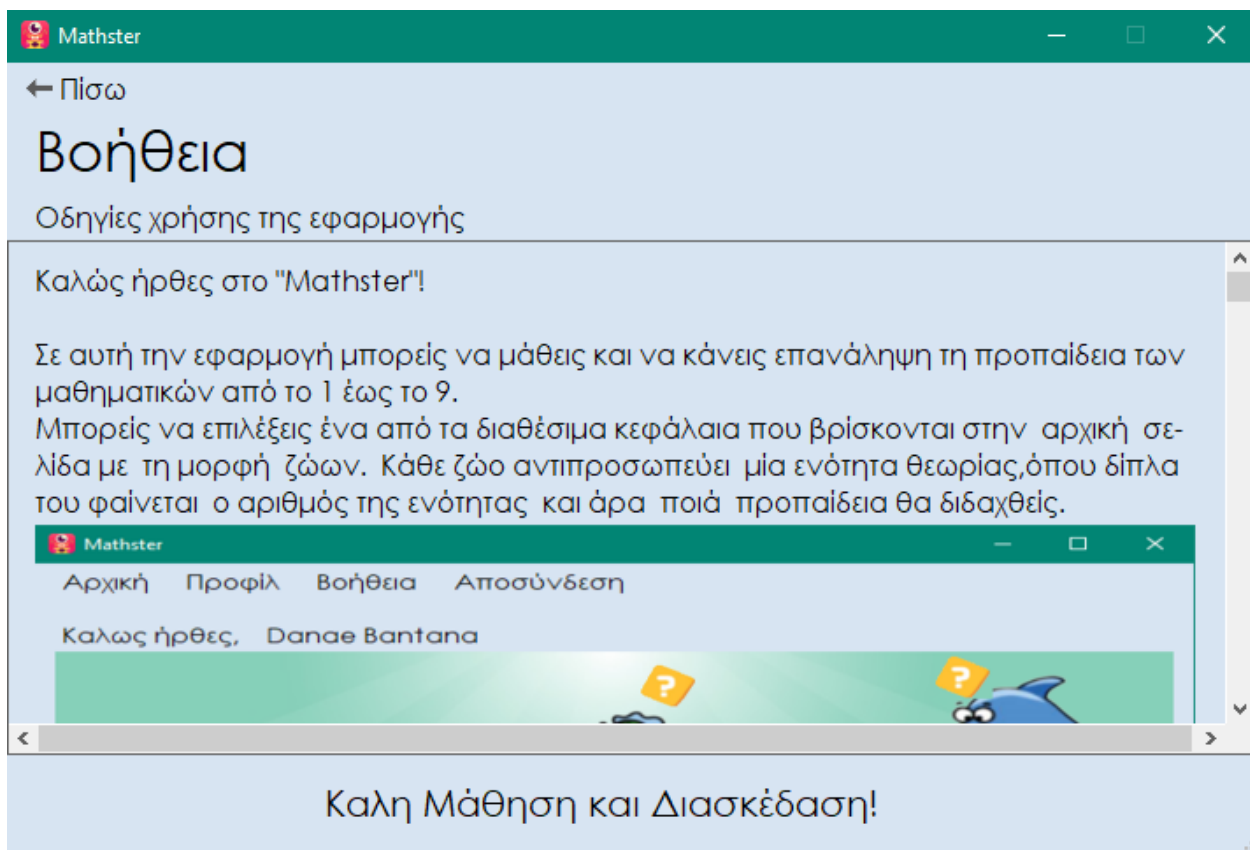 Mathster
Πίσω
Βοήθεια
Οδηγίες χρήσης της εφαρμογής
Καλώς ήρθες στο "Mathster"!
Σε αυτή την εφαρμογή μπορείς να μάθεις και να κάνεις επανάληψη τη προπαίδεια των
μαθηματικών από το 1 έως το 9.
Μπορείς να επιλέξεις ένα από τα διαθέσιμα κεφάλαια που βρίσκονται στην αρχική σε-
λίδα με τη μορφή ζώων. Κάθε ζώο αντιπροσωπεύει μία ενότητα θεωρίας,όπου δίπλα
του φαίνεται ο αριθμός της ενότητας και άρα ποιά προπαίδεια θα διδαχθείς.
Mathster
Αρχική Προφίλ Βοήθεια Αποσύνδεση
Καλως ήρθες, Danae Bantana
? ?
Καλη Μάθηση και Διασκέδαση!